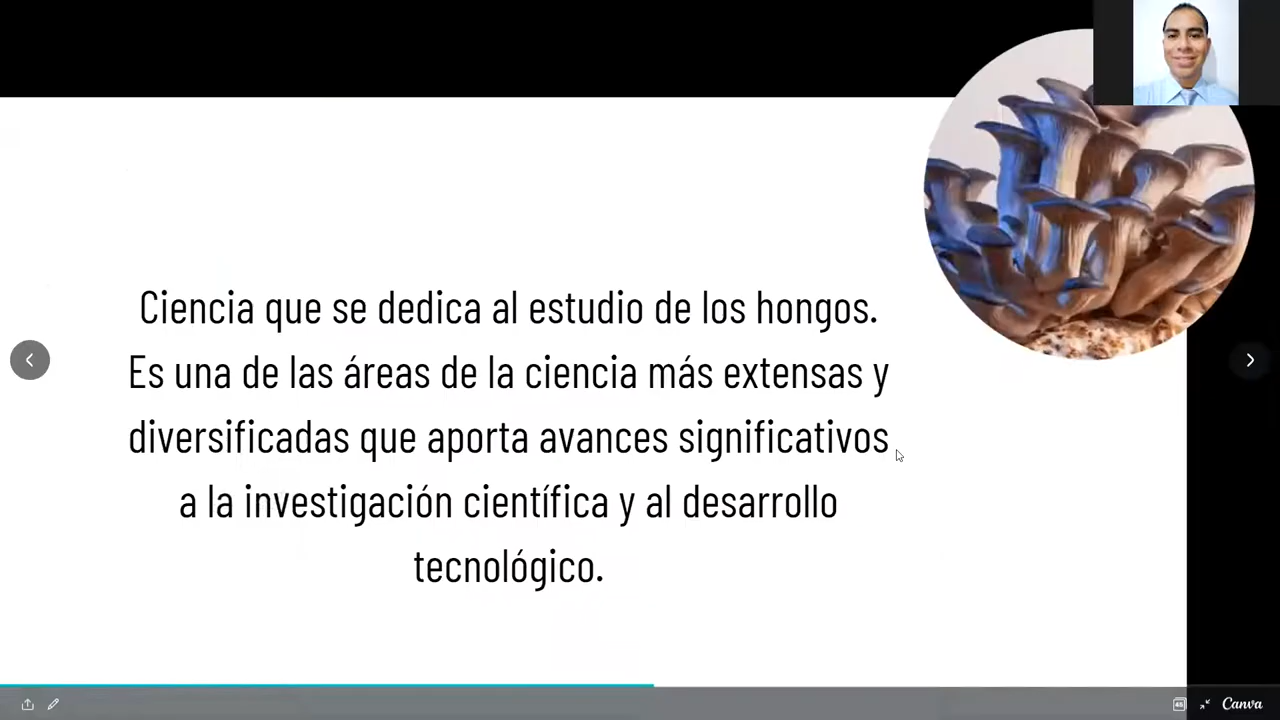 Ciencia que se dedica al estudio de los hongos.
Es una de las áreas de la ciencia más extensas y
diversificadas que aporta avances significativos
a la investigación científica y al desarrollo
tecnológico.
Canva